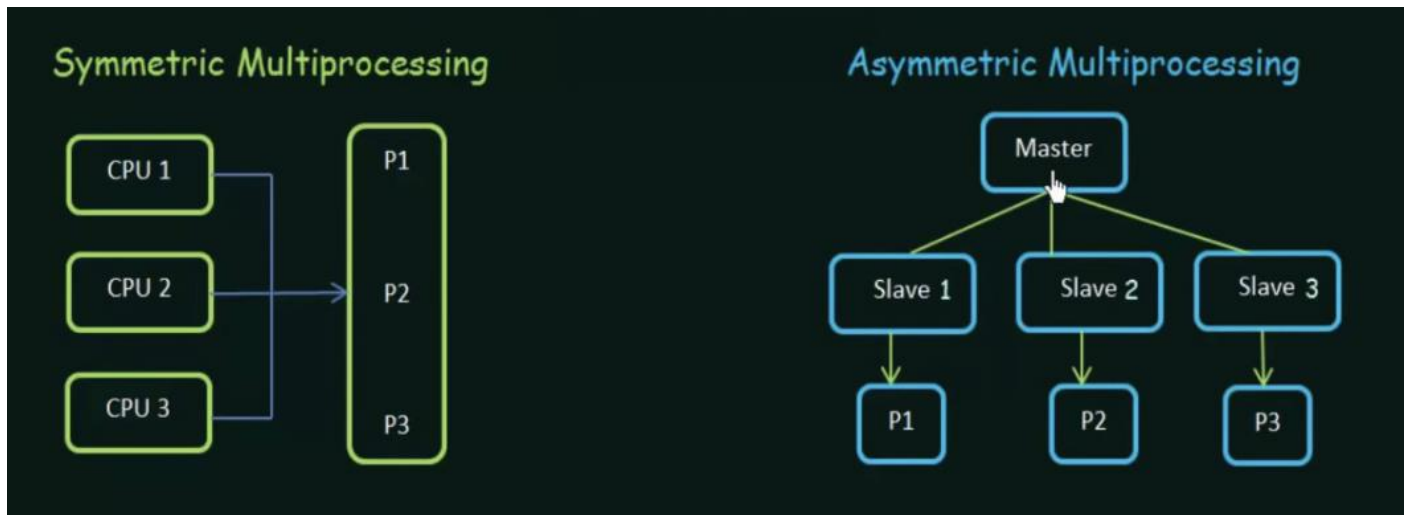 Symmetric Multiprocessing
CPU 1
CPU 2
CPU 3
P1
P2
P3
Asymmetric Multiprocessing
Master
Slave 1
Slave 2
Slave 3
P1
P2
P3